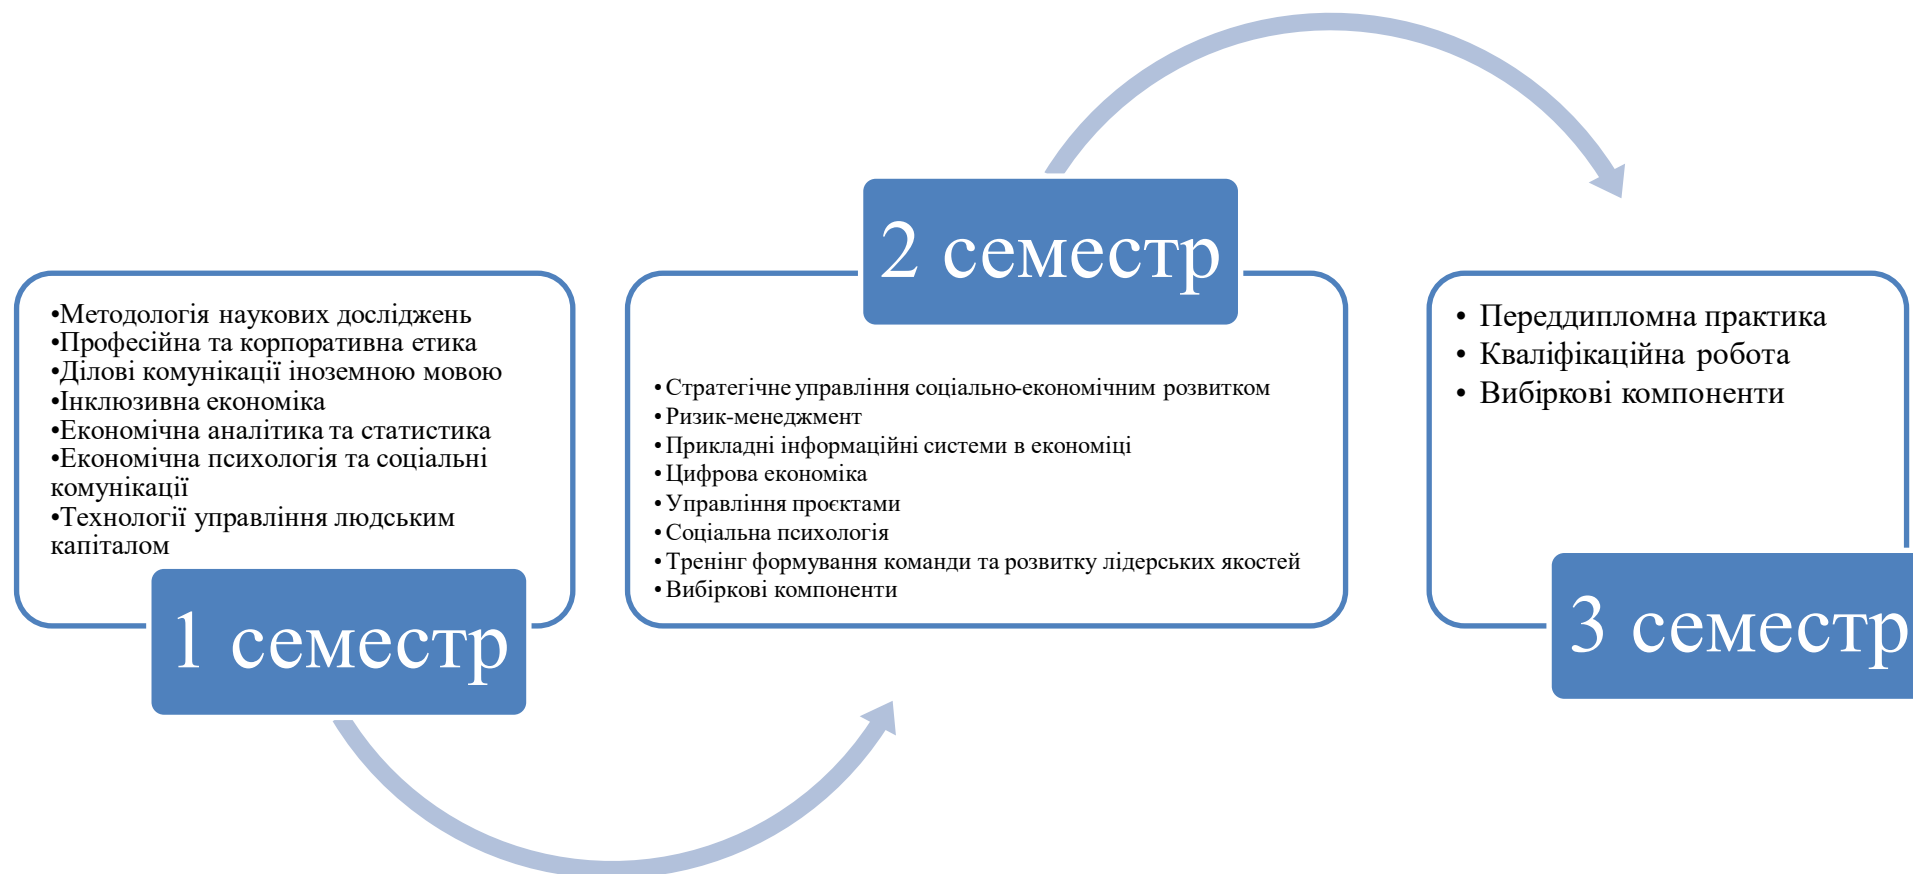 •Методологія наукових досліджень
•Професійна та корпоративна етика
•Ділові комунікації іноземною мовою
•Інклюзивна економіка
•Економічна аналітика та статистика
•Економічна психологія та соціальні
комунікації
•Технології управління людським
капіталом
1 семестр
2 семестр
• Стратегічне управління соціально-економічним розвитком
• Ризик-менеджмент
• Прикладні інформаційні системи в економіці
• Цифрова економіка
• Управління проєктами
• Соціальна психологія
• Тренінг формування команди та розвитку лідерських якостей
• Вибіркові компоненти
• Переддипломна практика
• Кваліфікаційна робота
• Вибіркові компоненти
3 семестр